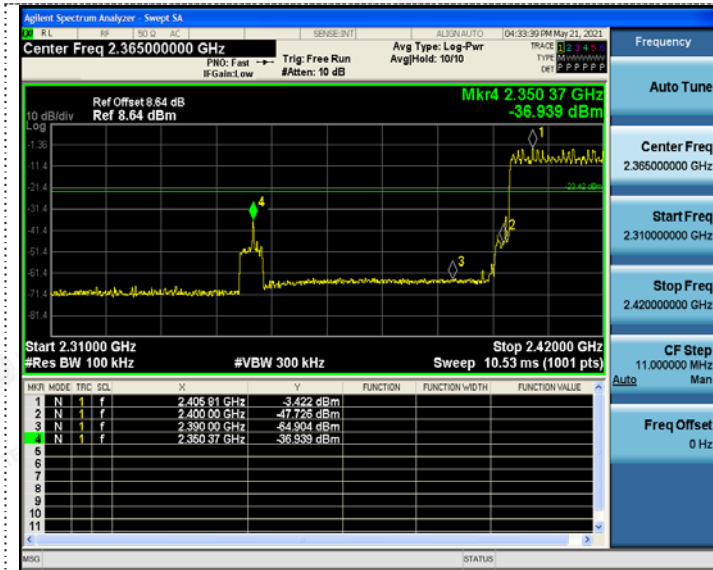 Agilent Spectrum Analyzer - Swept SA
RL RF 50 Ω AC SENSE:INT ALIGN AUTO 04:33:39 PM May 21, 2021
Center Freq 2.365000000 GHz
PNO: Fast
IFGain:Low
Trig: Free Run
#Atten: 10 dB
Avg Type: Log-Pwr
Avg|Hold: 10/10
TRACE 1 2 3 4 5 6
TYPE M W W W W W
DET P P P P P P
Ref Offset 8.64 dB
10 dB/div Ref 8.64 dBm
Log
Mkr4 2.350 37 GHz
-36.939 dBm
-1.36
-11.4
-21.4
-31.4
-41.4
-51.4
-61.4
-71.4
-81.4
1
-23.42 dBm
4
2
3
Start 2.31000 GHz Stop 2.42000 GHz
#Res BW 100 kHz #VBW 300 kHz Sweep 10.53 ms (1001 pts)
MKR MODE TRC SCL X Y FUNCTION FUNCTION WIDTH FUNCTION VALUE
1 N 1 f 2.405 81 GHz -3.422 dBm
2 N 1 f 2.400 00 GHz -47.726 dBm
3 N 1 f 2.390 00 GHz -64.904 dBm
4 N 1 f 2.350 37 GHz -36.939 dBm
5
6
7
8
9
10
11
MSG STATUS
Frequency
Auto Tune
Center Freq
2.365000000 GHz
Start Freq
2.310000000 GHz
Stop Freq
2.420000000 GHz
CF Step
11.000000 MHz
Auto Man
Freq Offset
0 Hz